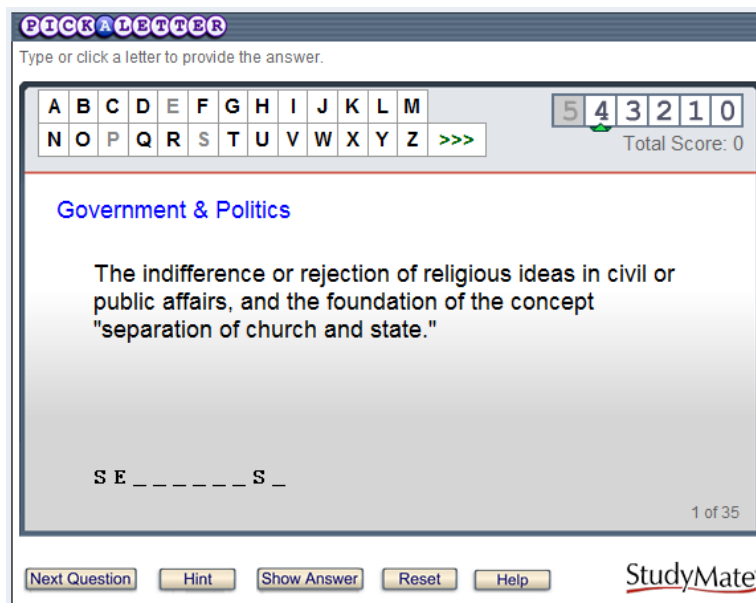 PICKALETTER
Type or click a letter to provide the answer.
A B C D E F G H I J K L M
N O P Q R S T U V W X Y Z >>>
5 4 3 2 1 0
Total Score: 0
Government & Politics
The indifference or rejection of religious ideas in civil or
public affairs, and the foundation of the concept
"separation of church and state."
S E _ _ _ _ _ _ S _
1 of 35
Next Question Hint Show Answer Reset Help
StudyMate